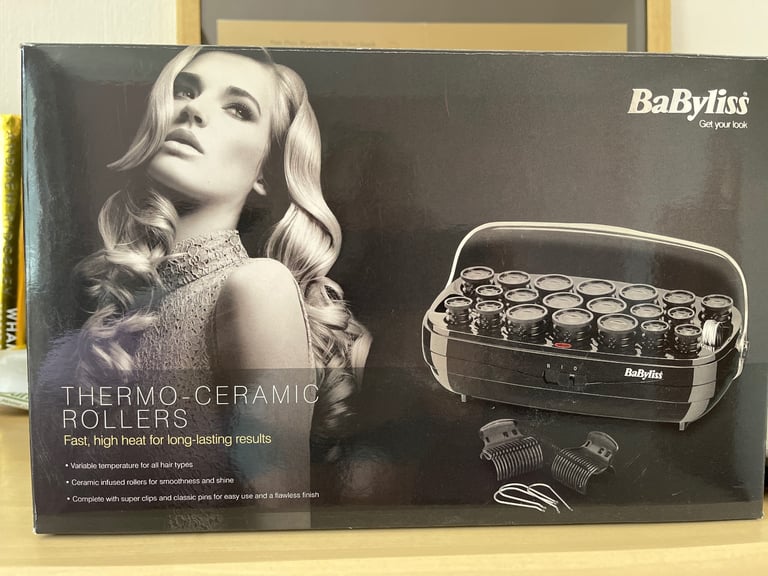 BaByliss
Get your look
BaByliss
THERMO-CERAMIC
ROLLERS
Fast, high heat for long-lasting results
• Variable temperature for all hair types
• Ceramic infused rollers for smoothness and shine
• Complete with super clips and classic pins for easy use and a flawless finish
WHA